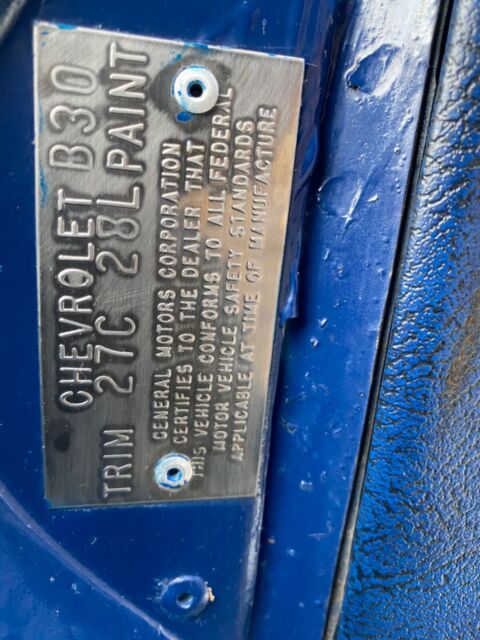 CHEVROLET B30
TRIM 27C 28L PAINT
GENERAL MOTORS CORPORATION
CERTIFIES TO THE DEALER THAT
THIS VEHICLE CONFORMS TO ALL FEDERAL
MOTOR VEHICLE SAFETY STANDARDS
APPLICABLE AT TIME OF MANUFACTURE